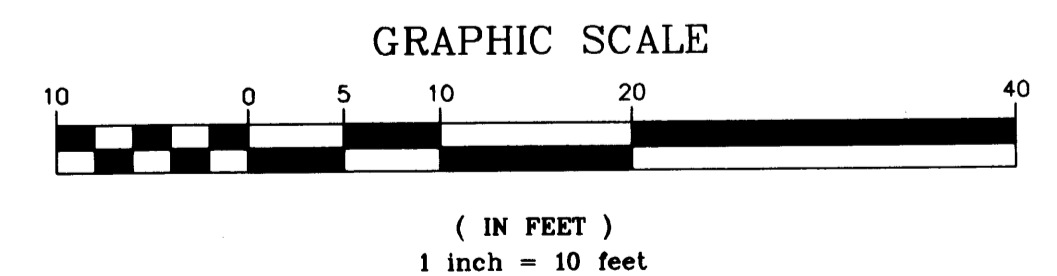 GRAPHIC SCALE
10 0 5 10 20 40
( IN FEET )
1 inch = 10 feet